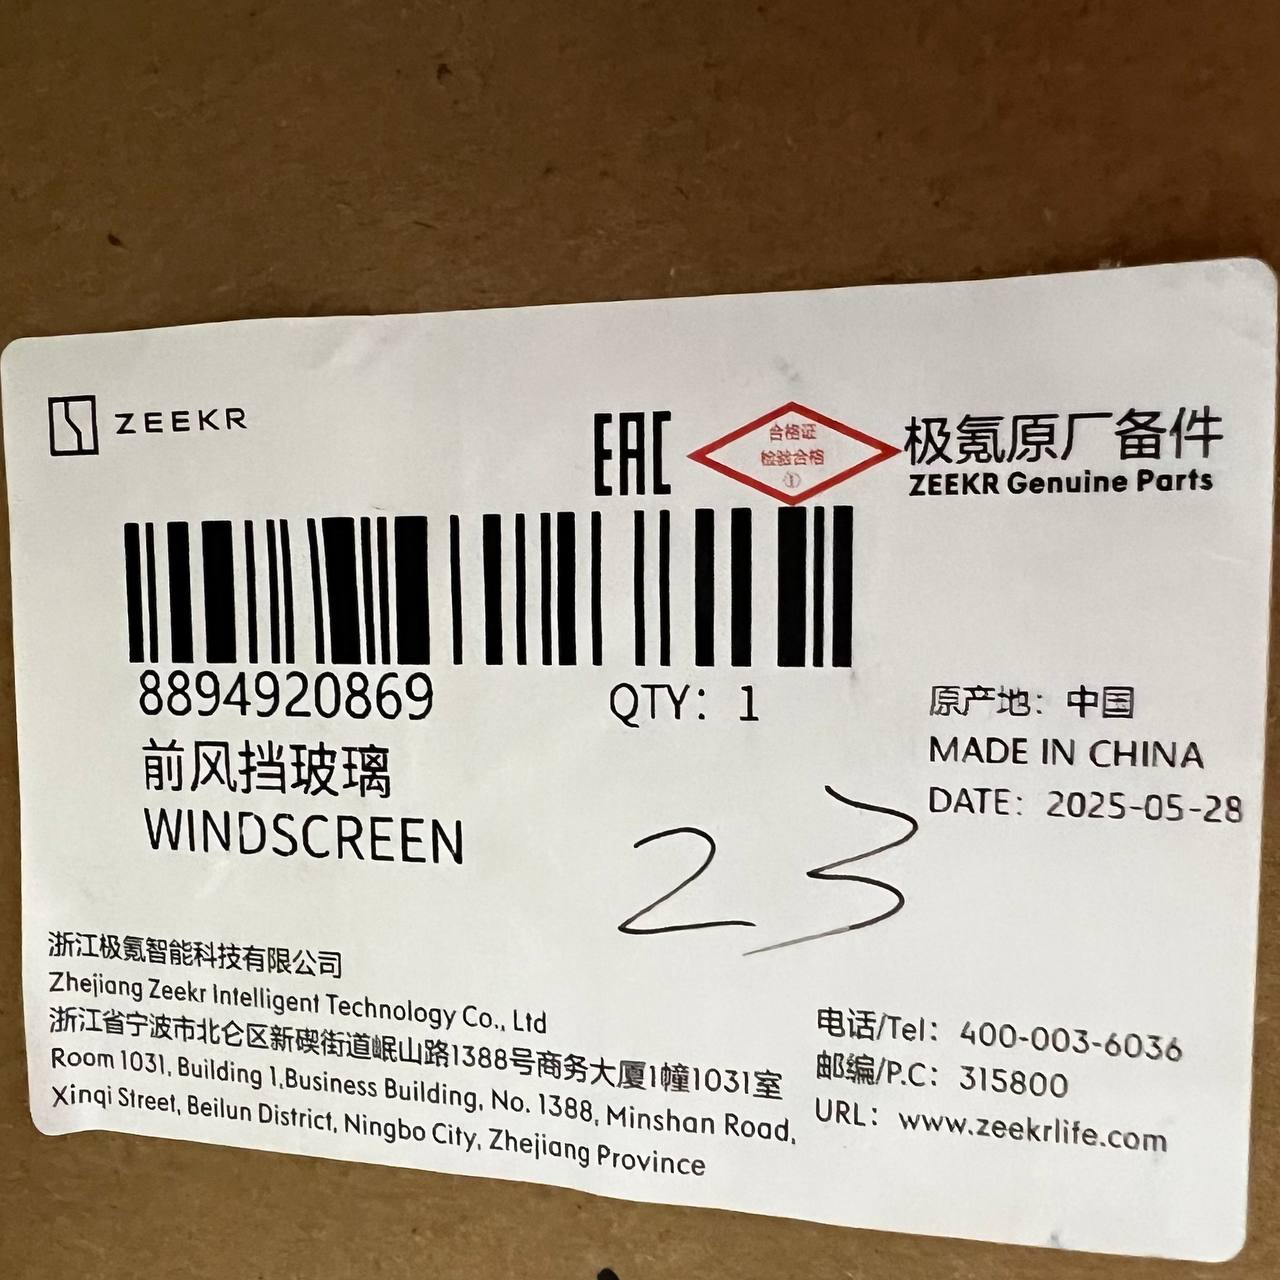 ZEEKR
EAC
合格证
检验合格
①
极氪原厂备件
ZEEKR Genuine Parts
8894920869
QTY: 1
前风挡玻璃
WINDSCREEN
原产地：中国
MADE IN CHINA
DATE: 2025-05-28
23
浙江极氪智能科技有限公司
Zhejiang Zeekr Intelligent Technology Co., Ltd
浙江省宁波市北仑区新碶街道岷山路1388号商务大厦1幢1031室
Room 1031, Building 1,Business Building, No. 1388, Minshan Road,
Xinqi Street, Beilun District, Ningbo City, Zhejiang Province
电话/Tel: 400-003-6036
邮编/P.C: 315800
URL: www.zeekrlife.com